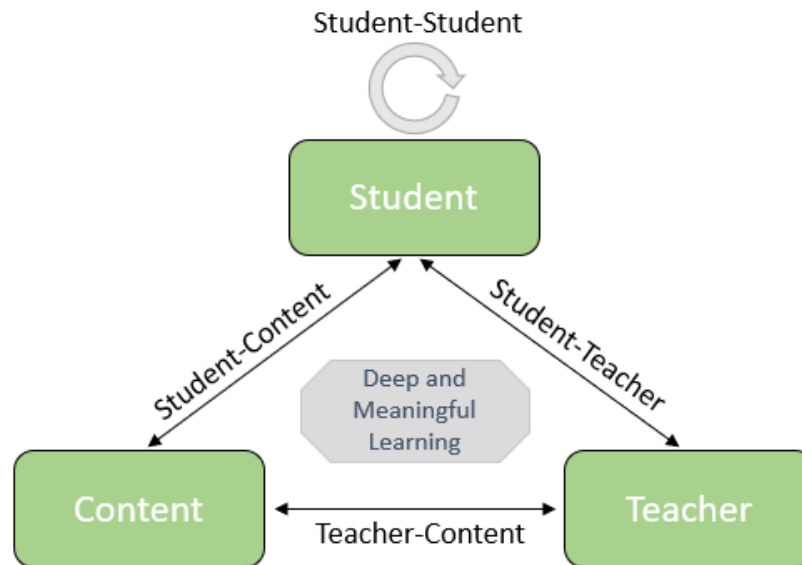 Student-Student
Student
Student-Content
Student-Teacher
Deep and
Meaningful
Learning
Content
Teacher-Content
Teacher